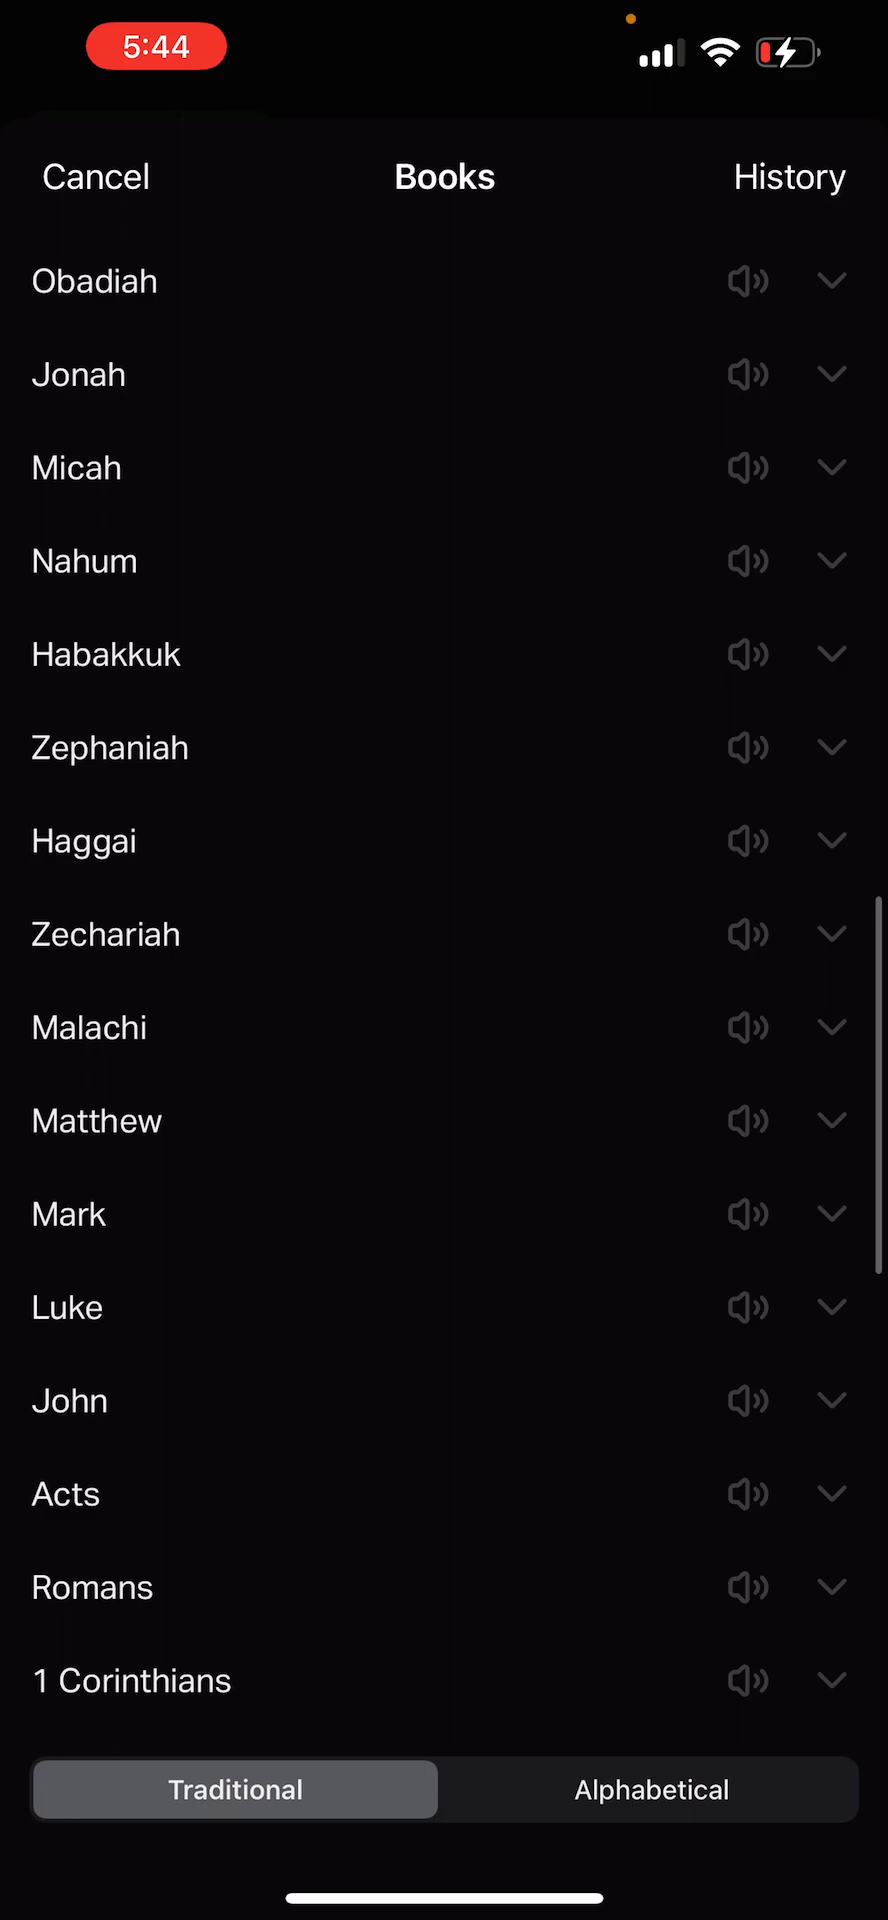 5:44
Cancel Books History
Obadiah
Jonah
Micah
Nahum
Habakkuk
Zephaniah
Haggai
Zechariah
Malachi
Matthew
Mark
Luke
John
Acts
Romans
1 Corinthians
Traditional Alphabetical